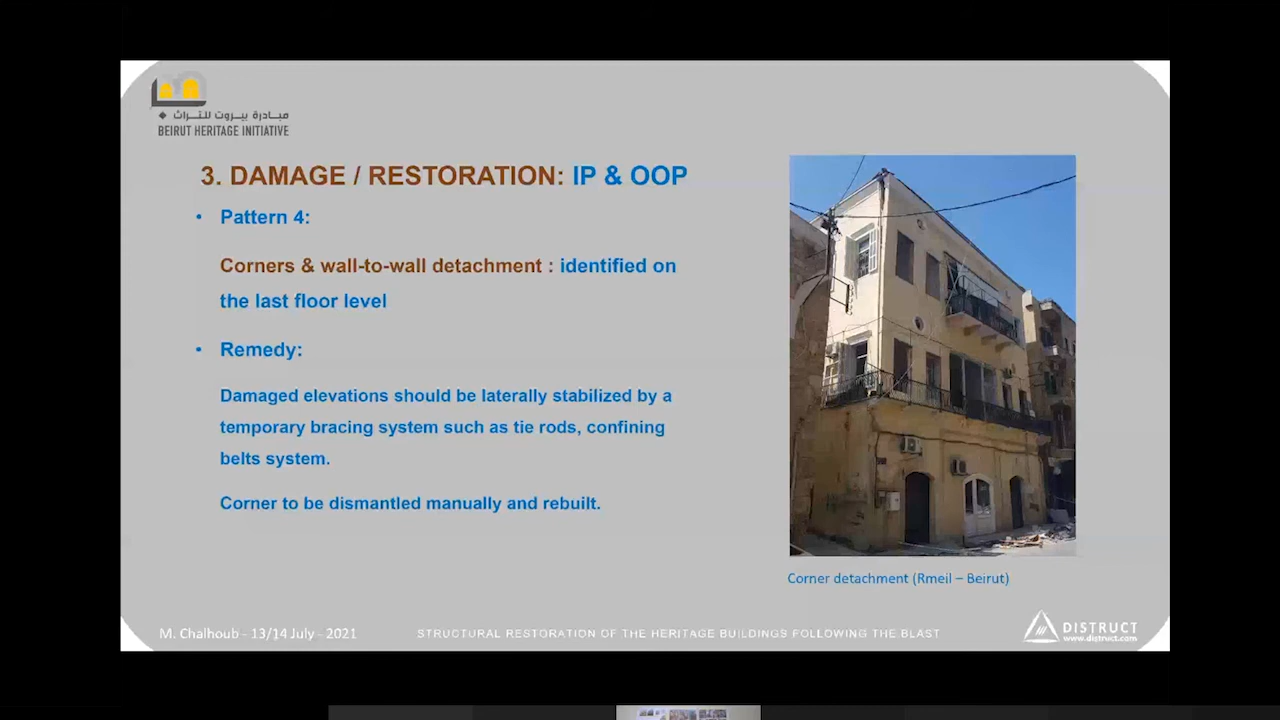 مبادرة بيروت للتراث
BEIRUT HERITAGE INITIATIVE
3. DAMAGE / RESTORATION: IP & OOP
• Pattern 4:
Corners & wall-to-wall detachment : identified on
the last floor level
• Remedy:
Damaged elevations should be laterally stabilized by a
temporary bracing system such as tie rods, confining
belts system.
Corner to be dismantled manually and rebuilt.
Corner detachment (Rmeil – Beirut)
M. Chalhoub - 13/14 July - 2021
STRUCTURAL RESTORATION OF THE HERITAGE BUILDINGS FOLLOWING THE BLAST
DISTRUCT
www.distruct.com